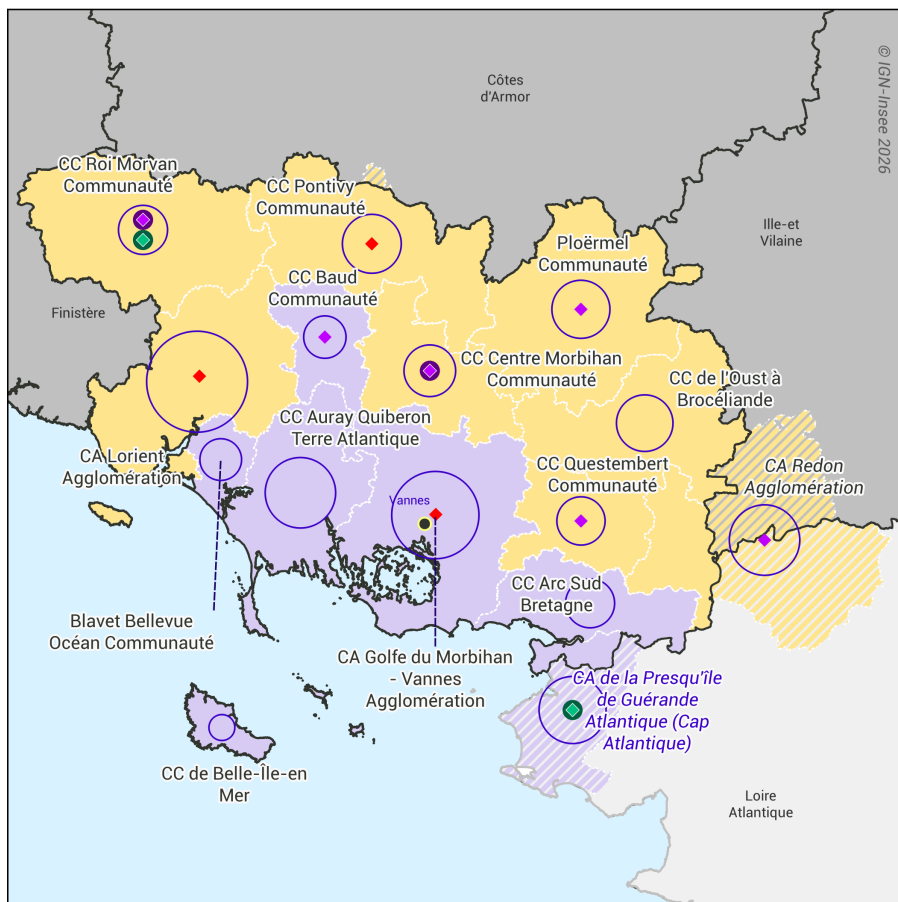 Côtes
d'Armor
© IGN-Insee 2026
CC Roi Morvan
Communauté
CC Pontivy
Communauté
Ploërmel
Communauté
Ille-et
Vilaine
CC Baud
Communauté
Finistère
CC Centre Morbihan
Communauté
CC de l'Oust à
Brocéliande
CC Auray Quiberon
Terre Atlantique
CA Lorient
Agglomération
CC Questembert
Communauté
CA Redon
Agglomération
Vannes
CC Arc Sud
Bretagne
Blavet Bellevue
Océan Communauté
CA Golfe du Morbihan
- Vannes
Agglomération
CA de la Presqu'île
de Guérande
Atlantique (Cap
Atlantique)
CC de Belle-Île-en
Mer
Loire
Atlantique